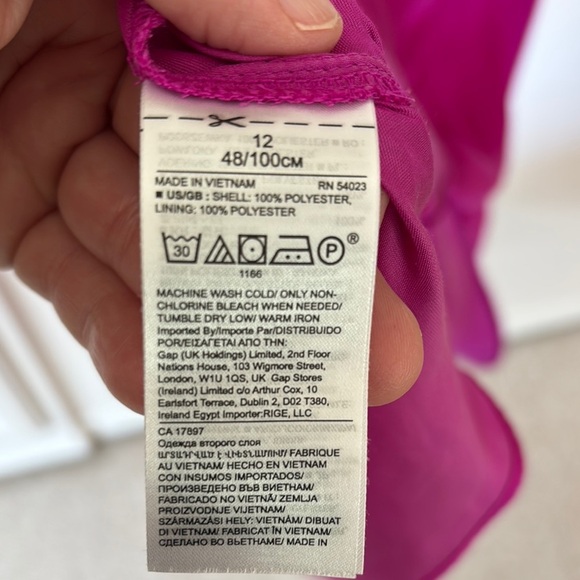 12
48/100CM
MADE IN VIETNAM RN 54023
■ US/GB : SHELL: 100% POLYESTER,
LINING: 100% POLYESTER
30 P ®
1166
MACHINE WASH COLD/ ONLY NON-
CHLORINE BLEACH WHEN NEEDED/
TUMBLE DRY LOW/ WARM IRON
Imported By/Importe Par/DISTRIBUIDO
POR/ΕΙΣΑΓΕΤΑΙ ΑΠΟ ΤΗΝ:
Gap (UK Holdings) Limited, 2nd Floor
Nations House, 103 Wigmore Street,
London, W1U 1QS, UK Gap Stores
(Ireland) Limited c/o Arthur Cox, 10
Earlsfort Terrace, Dublin 2, D02 T380,
Ireland Egypt Importer:RIGE, LLC
CA 17897
Одежда второго слоя
FABRIQUE
AU VIETNAM/ HECHO EN VIETNAM
CON INSUMOS IMPORTADOS/
ПРОИЗВЕДЕНО ВЪВ ВИЕТНАМ/
FABRICADO NO VIETNÃ/ ZEMLJA
PROIZVODNJE VIJETNAM/
SZÁRMAZÁSI HELY: VIETNÁM/ DIBUAT
DI VIETNAM/ FABRICAT ÎN VIETNAM/
СДЕЛАНО ВО ВЬЕТНАМЕ/ MADE IN